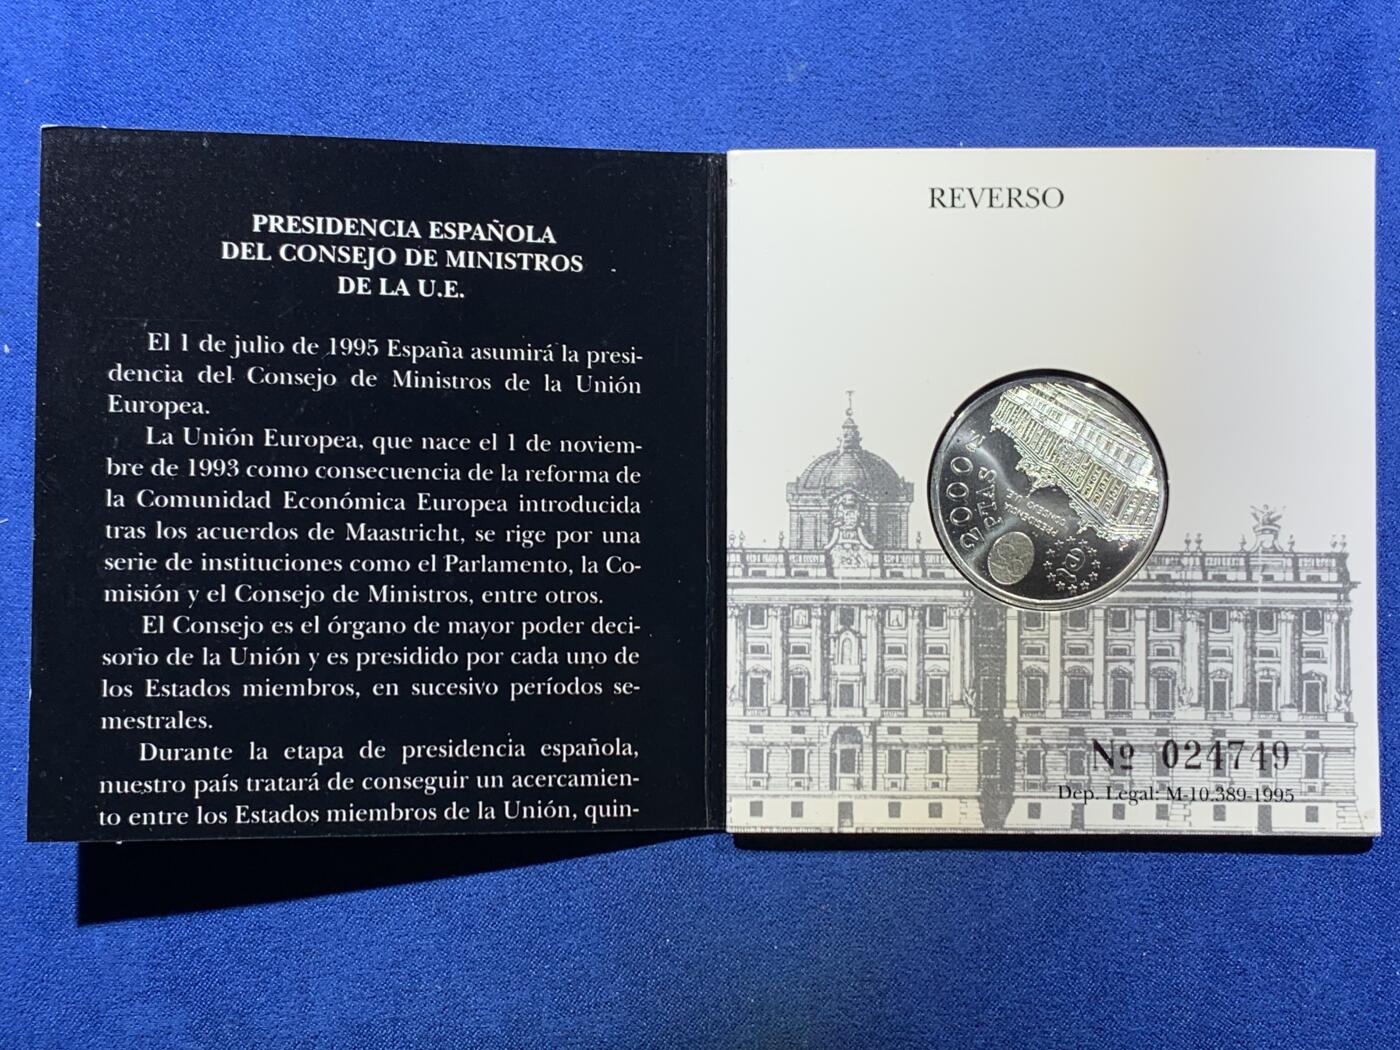 PRESIDENCIA ESPAÑOLA
DEL CONSEJO DE MINISTROS
DE LA U.E.
El 1 de julio de 1995 España asumirá la presi-
dencia del Consejo de Ministros de la Unión
Europea.
La Unión Europea, que nace el 1 de noviem-
bre de 1993 como consecuencia de la reforma de
la Comunidad Económica Europea introducida
tras los acuerdos de Maastricht, se rige por una
serie de instituciones como el Parlamento, la Co-
misión y el Consejo de Ministros, entre otros.
El Consejo es el órgano de mayor poder deci-
sorio de la Unión y es presidido por cada uno de
los Estados miembros, en sucesivo períodos se-
mestrales.
Durante la etapa de presidencia española,
nuestro país tratará de conseguir un acercamien-
to entre los Estados miembros de la Unión, quin-
REVERSO
2000
PTAS
PRESIDENCIA
CONSEJO U.E.
Nº 024749
Dep. Legal: M-10.389-1995